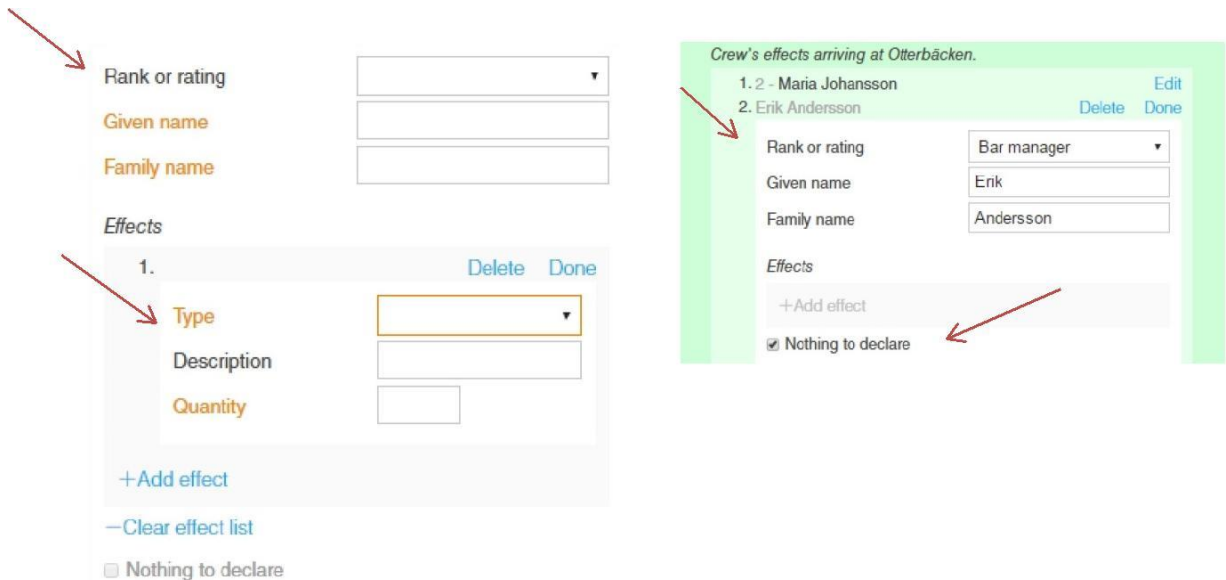 Rank or rating
Given name
Family name
Effects
1. Delete Done
Type
Description
Quantity
+Add effect
−Clear effect list
Nothing to declare
Crew's effects arriving at Otterbäcken.
1. 2 - Maria Johansson Edit
2. Erik Andersson Delete Done
Rank or rating Bar manager
Given name Erik
Family name Andersson
Effects
+Add effect
Nothing to declare